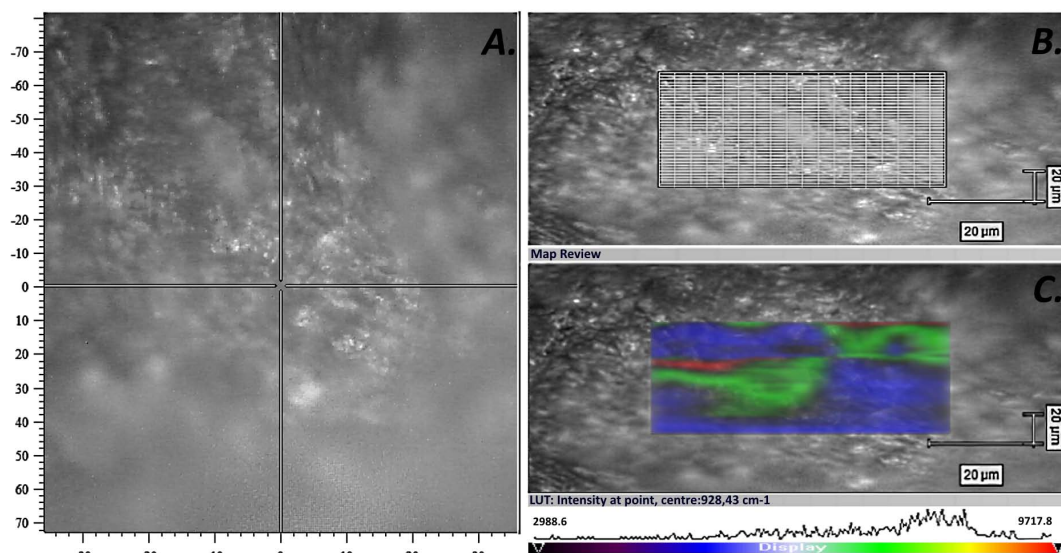 A.
-70
-60
-50
-40
-30
-20
-10
0
10
20
30
40
50
60
70
B.
20 µm
20 µm
Map Review
C.
20 µm
20 µm
LUT: Intensity at point, centre:928,43 cm-1
2988.6
9717.8
Display